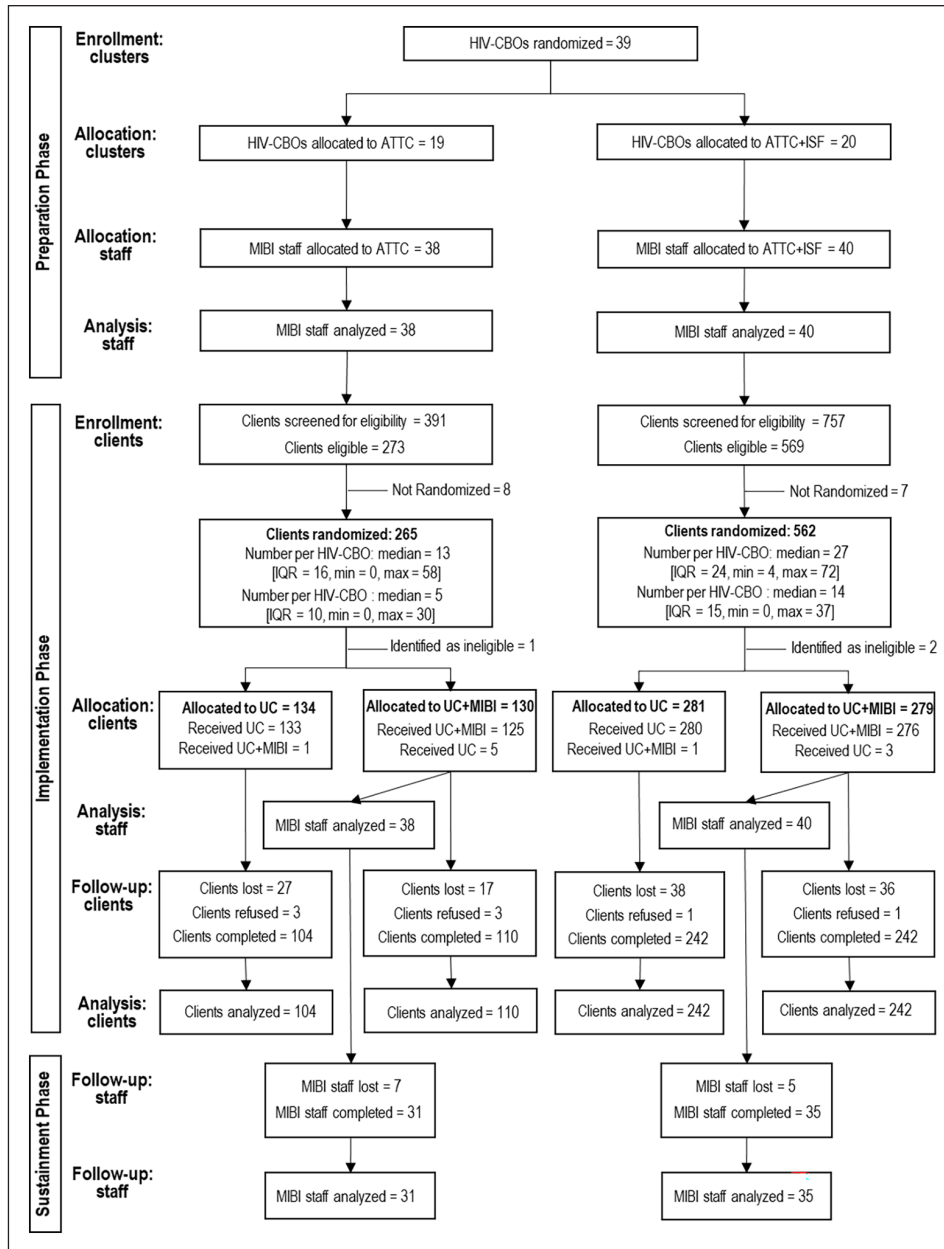 Preparation Phase
Enrollment:
clusters
HIV-CBOs randomized = 39
Allocation:
clusters
HIV-CBOs allocated to ATTC = 19
HIV-CBOs allocated to ATTC+ISF = 20
Allocation:
staff
MIBI staff allocated to ATTC = 38
MIBI staff allocated to ATTC+ISF = 40
Analysis:
staff
MIBI staff analyzed = 38
MIBI staff analyzed = 40
Implementation Phase
Enrollment:
clients
Clients screened for eligibility = 391
Clients eligible = 273
Clients screened for eligibility = 757
Clients eligible = 569
Not Randomized = 8
Not Randomized = 7
Clients randomized: 265
Number per HIV-CBO: median = 13
[IQR = 16, min = 0, max = 58]
Number per HIV-CBO : median = 5
[IQR = 10, min = 0, max = 30]
Clients randomized: 562
Number per HIV-CBO: median = 27
[IQR = 24, min = 4, max = 72]
Number per HIV-CBO: median = 14
[IQR = 15, min = 0, max = 37]
Identified as ineligible = 1
Identified as ineligible = 2
Allocation:
clients
Allocated to UC = 134
Received UC = 133
Received UC+MIBI = 1
Allocated to UC+MIBI = 130
Received UC+MIBI = 125
Received UC = 5
Allocated to UC = 281
Received UC = 280
Received UC+MIBI = 1
Allocated to UC+MIBI = 279
Received UC+MIBI = 276
Received UC = 3
Analysis:
staff
MIBI staff analyzed = 38
MIBI staff analyzed = 40
Follow-up:
clients
Clients lost = 27
Clients refused = 3
Clients completed = 104
Clients lost = 17
Clients refused = 3
Clients completed = 110
Clients lost = 38
Clients refused = 1
Clients completed = 242
Clients lost = 36
Clients refused = 1
Clients completed = 242
Analysis:
clients
Clients analyzed = 104
Clients analyzed = 110
Clients analyzed = 242
Clients analyzed = 242
Sustainment Phase
Follow-up:
staff
MIBI staff lost = 7
MIBI staff completed = 31
MIBI staff lost = 5
MIBI staff completed = 35
Follow-up:
staff
MIBI staff analyzed = 31
MIBI staff analyzed = 35